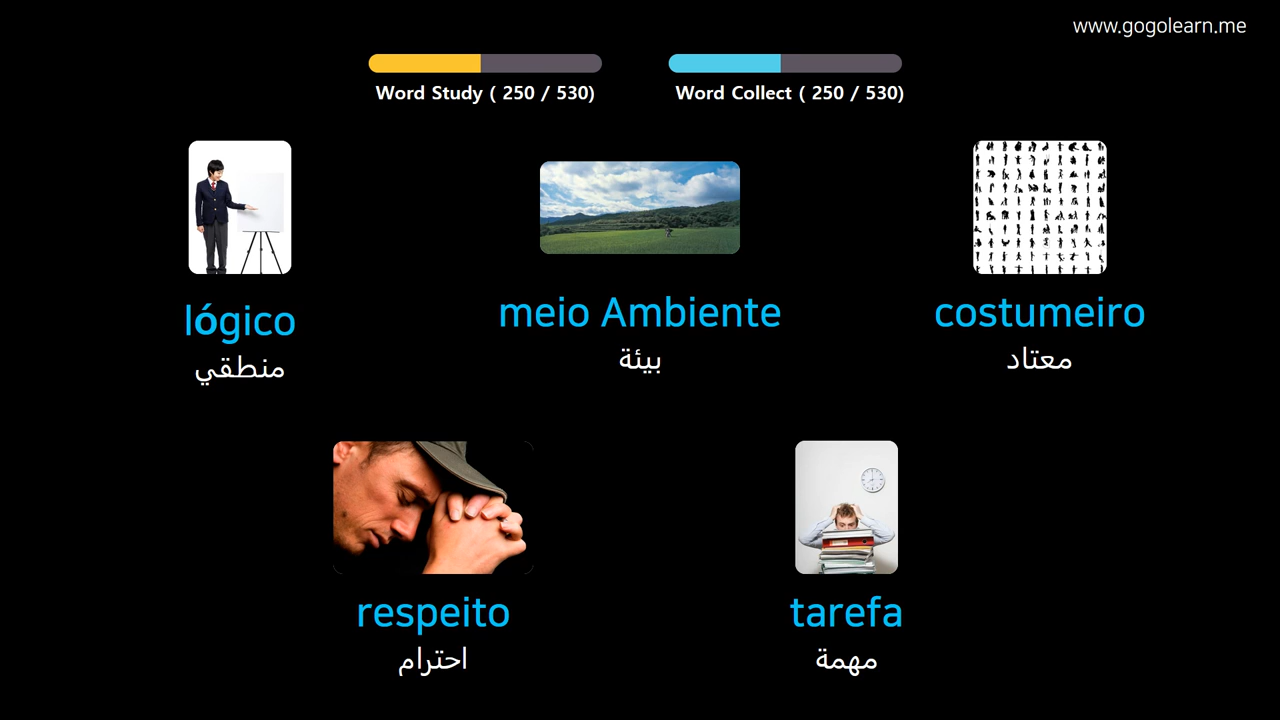 www.gogolearn.me
Word Study ( 250 / 530)
Word Collect ( 250 / 530)
lógico
منطقي
meio Ambiente
بيئة
costumeiro
معتاد
respeito
احترام
tarefa
مهمة